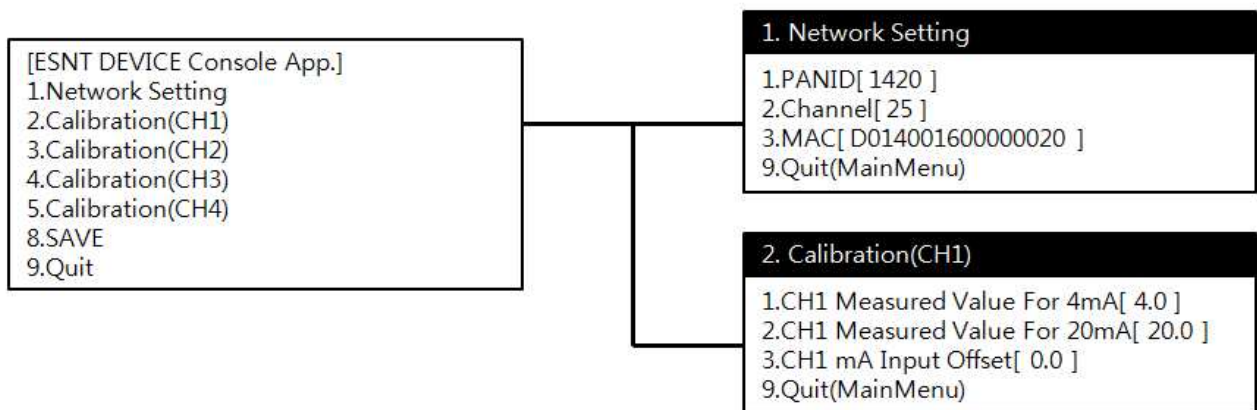 [ESNT DEVICE Console App.]
1.Network Setting
2.Calibration(CH1)
3.Calibration(CH2)
4.Calibration(CH3)
5.Calibration(CH4)
8.SAVE
9.Quit
1. Network Setting
1.PANID[ 1420 ]
2.Channel[ 25 ]
3.MAC[ D014001600000020 ]
9.Quit(MainMenu)
2. Calibration(CH1)
1.CH1 Measured Value For 4mA[ 4.0 ]
2.CH1 Measured Value For 20mA[ 20.0 ]
3.CH1 mA Input Offset[ 0.0 ]
9.Quit(MainMenu)